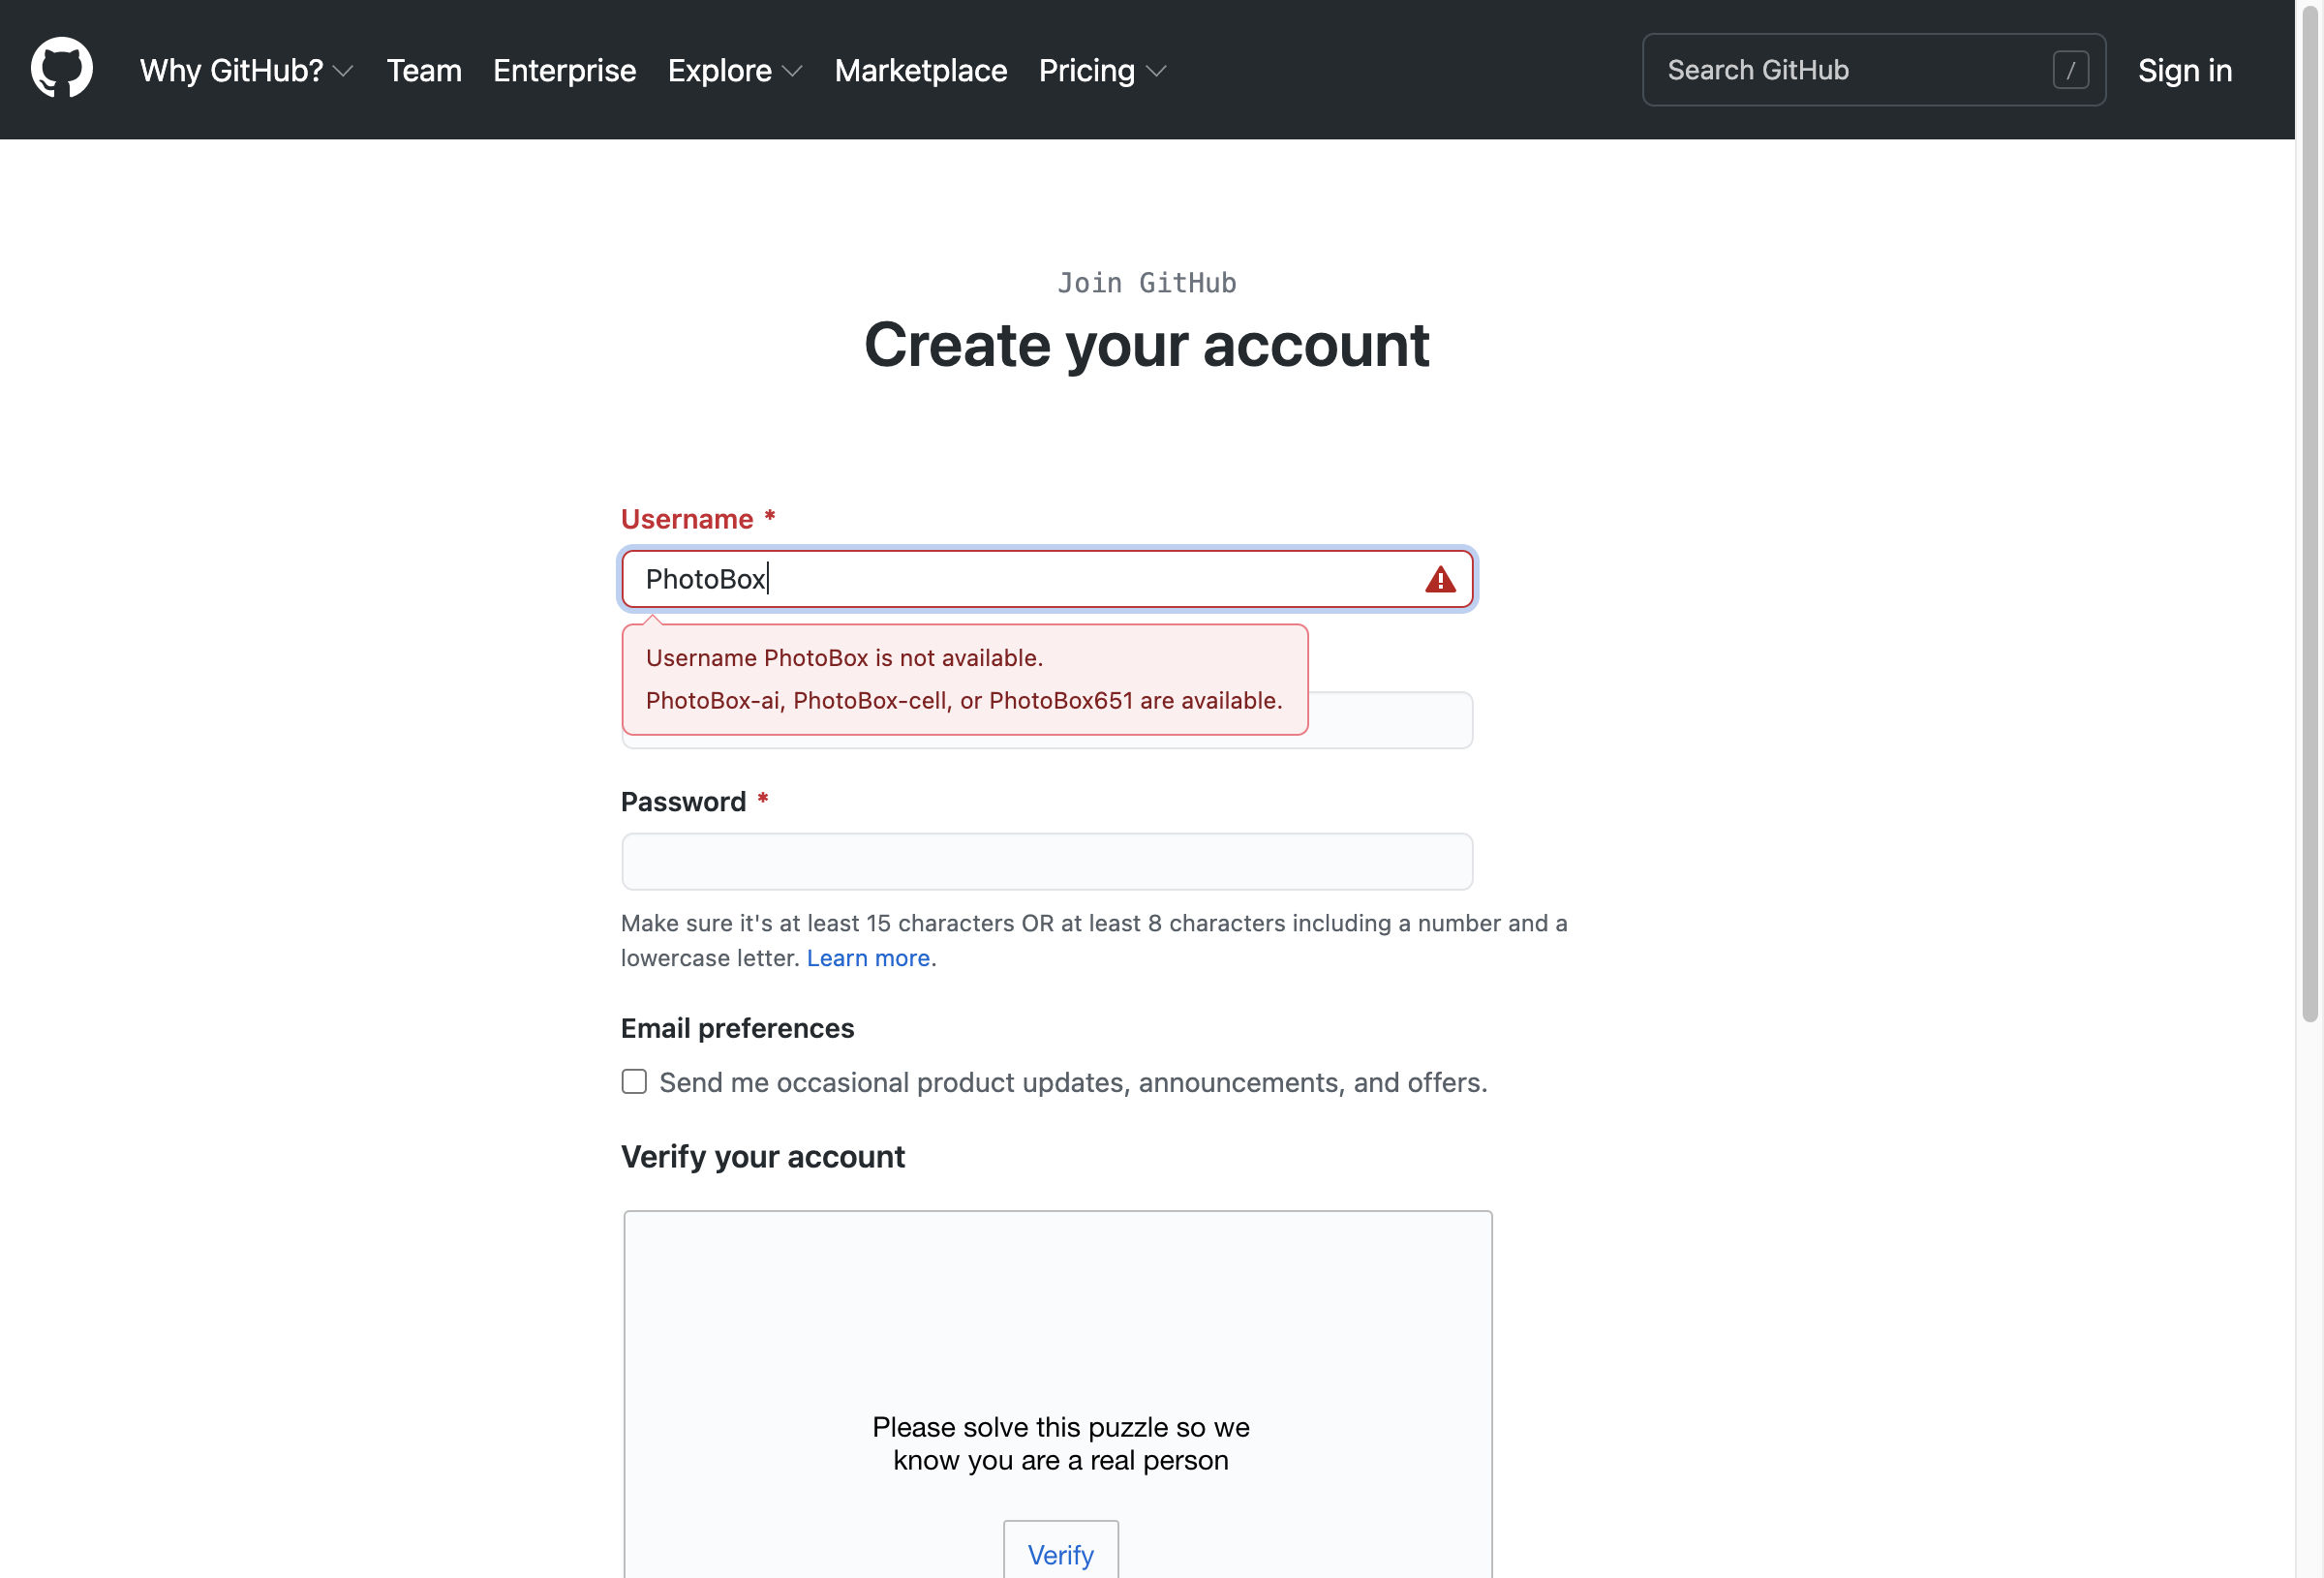 Why GitHub? Team Enterprise Explore Marketplace Pricing Search GitHub / Sign in
Join GitHub
Create your account
Username *
PhotoBox
Username PhotoBox is not available.
PhotoBox-ai, PhotoBox-cell, or PhotoBox651 are available.
Password *
Make sure it's at least 15 characters OR at least 8 characters including a number and a
lowercase letter. Learn more.
Email preferences
Send me occasional product updates, announcements, and offers.
Verify your account
Please solve this puzzle so we
know you are a real person
Verify